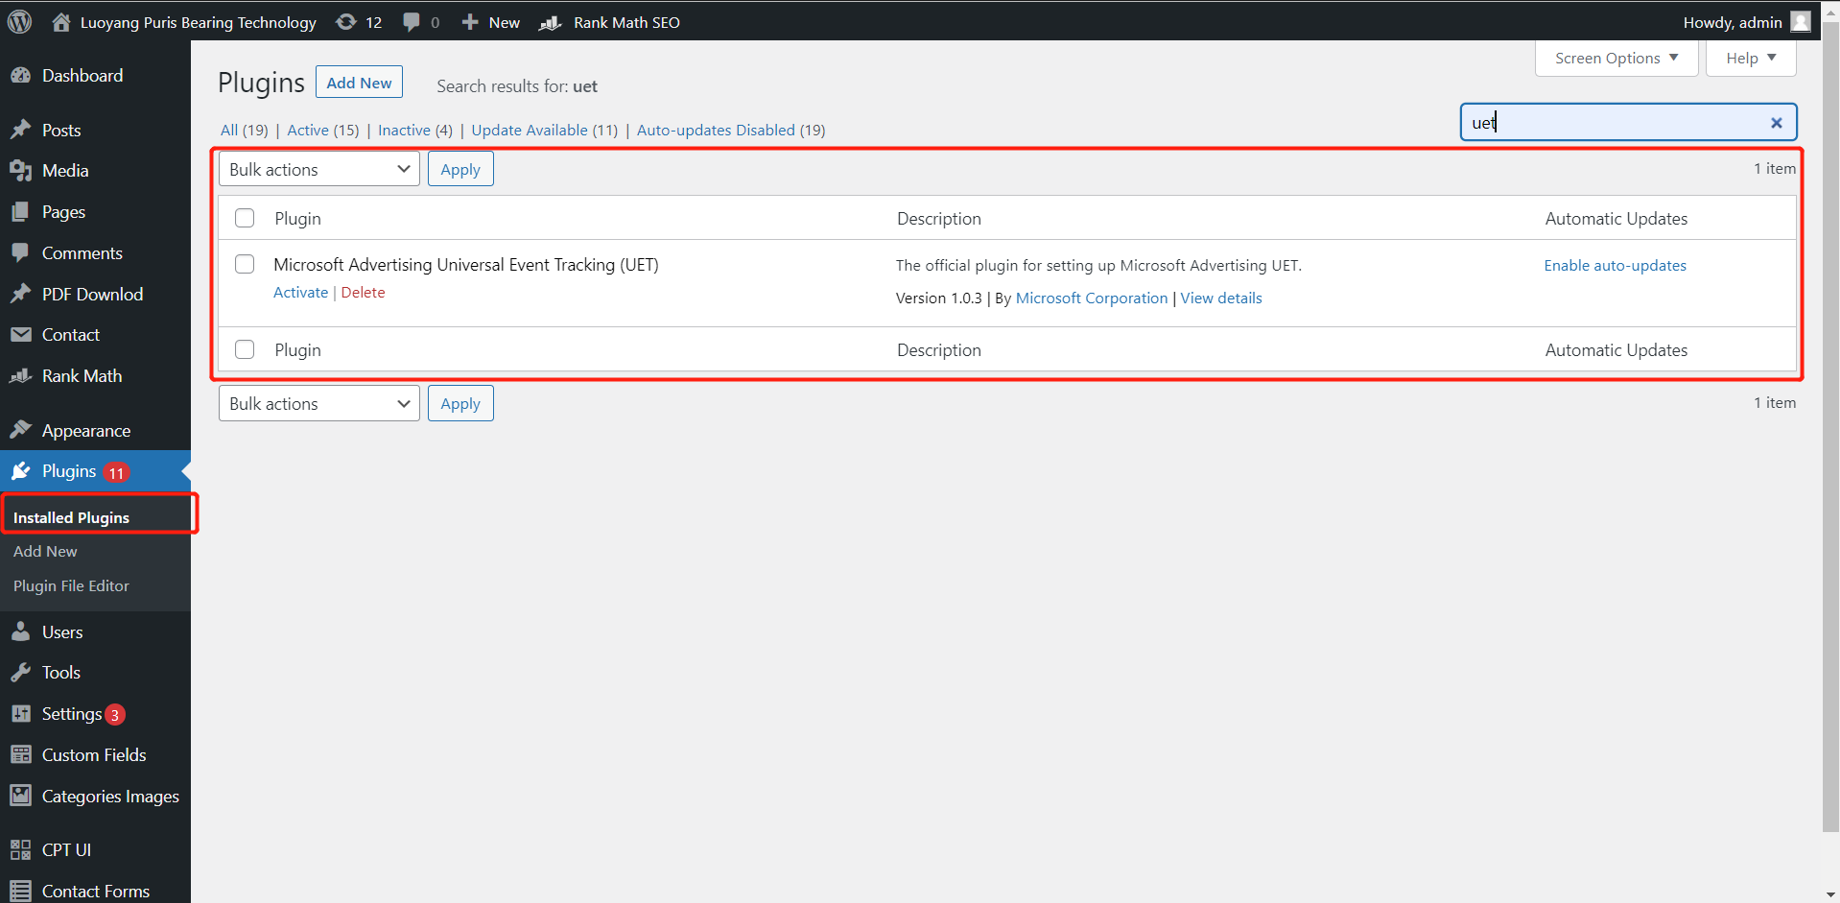 Luoyang Puris Bearing Technology 12 0 New Rank Math SEO Howdy, admin
Dashboard
Posts
Media
Pages
Comments
PDF Downlod
Contact
Rank Math
Appearance
Plugins 11
Installed Plugins
Add New
Plugin File Editor
Users
Tools
Settings 3
Custom Fields
Categories Images
CPT UI
Contact Forms
Screen Options Help
Plugins Add New Search results for: uet
All (19) | Active (15) | Inactive (4) | Update Available (11) | Auto-updates Disabled (19)
uet
Bulk actions Apply 1 item
Plugin Description Automatic Updates
Microsoft Advertising Universal Event Tracking (UET) The official plugin for setting up Microsoft Advertising UET. Enable auto-updates
Activate | Delete Version 1.0.3 | By Microsoft Corporation | View details
Plugin Description Automatic Updates
Bulk actions Apply 1 item